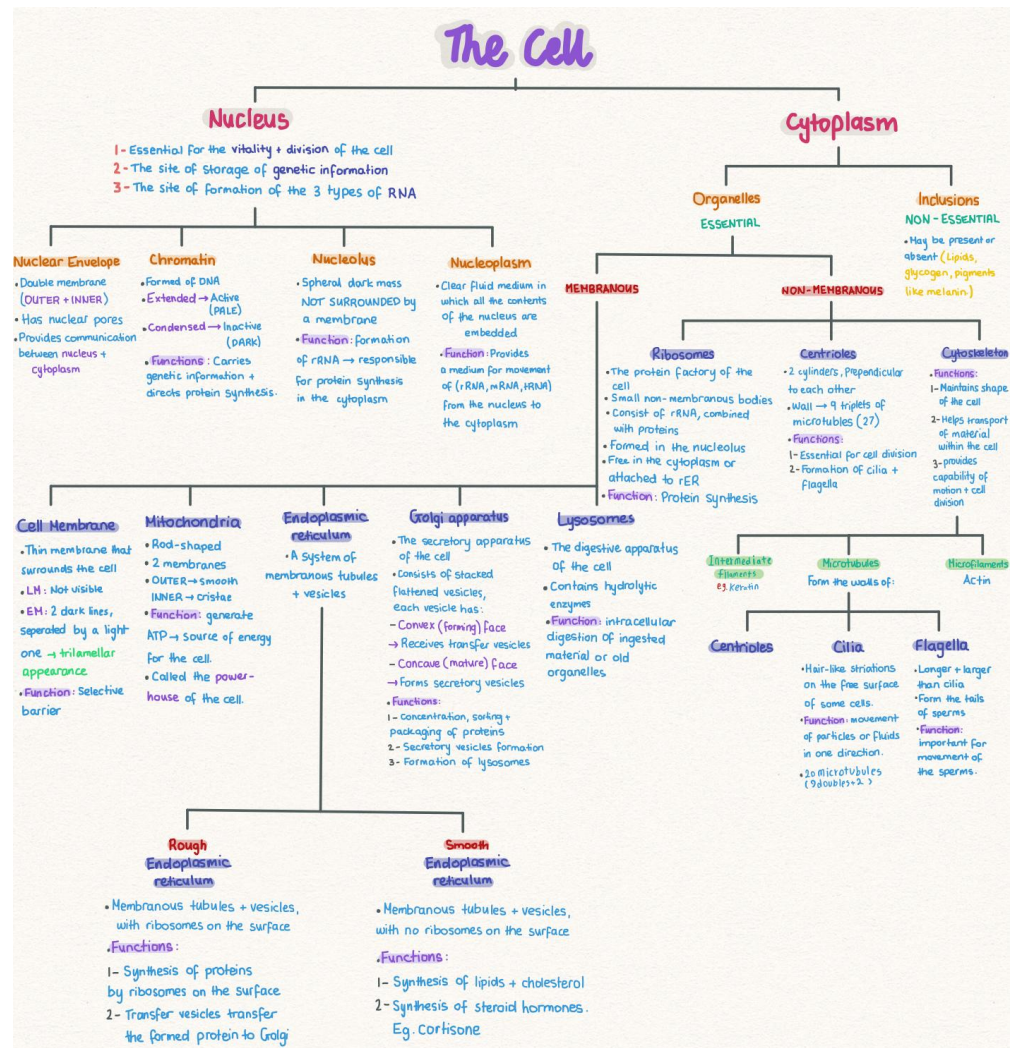 The Cell
Nucleus
1- Essential for the vitality + division of the cell
2- The site of storage of genetic information
3- The site of formation of the 3 types of RNA
Cytoplasm
Organelles
ESSENTIAL
Inclusions
NON-ESSENTIAL
•May be present or
absent (Lipids,
glycogen, pigments
like melanin)
Nuclear Envelope
•Double membrane
(OUTER + INNER)
•Has nuclear pores
•Provides communication
between nucleus +
cytoplasm
Chromatin
•Formed of DNA
•Extended → Active
(PALE)
•Condensed → Inactive
(DARK)
•Functions: Carries
genetic information +
directs protein synthesis.
Nucleolus
•Spheral dark mass
NOT SURROUNDED by
a membrane
•Function: formation
of rRNA → responsible
for protein synthesis
in the cytoplasm
Nucleoplasm
•Clear fluid medium in
which all the contents
of the nucleus are
embedded
•Function: Provides
a medium for movement
of (rRNA, mRNA, tRNA)
from the nucleus to
the cytoplasm
MEMBRANOUS
NON-MEMBRANOUS
Ribosomes
•The protein factory of the
cell
•Small non-membranous bodies
•Consist of rRNA, combined
with proteins
•Formed in the nucleolus
•Free in the cytoplasm or
attached to rER
•Function: Protein Synthesis
Centrioles
•2 cylinders, Prependicular
to each other
•Wall → 9 triplets of
microtubles (27)
•Functions:
1- Essential for cell division
2- Formation of cilia +
flagella
Cytoskeleton
•Functions:
1- Maintains shape
of the cell
2- Helps transport
of material
within the cell
3- provides
capability of
motion + cell
division
Cell Membrane
•Thin membrane that
surrounds the cell
•LM: Not visible
•EM: 2 dark lines,
seperated by a light
one → trilamellar
appearance
•Function: Selective
barrier
Mitochondria
•Rod-shaped
•2 membranes
•OUTER → smooth
INNER → cristae
•Function: generate
ATP → source of energy
for the cell.
•Called the power-
house of the cell.
Endoplasmic
reticulum
•A system of
membranous tubules
+ vesicles
Golgi apparatus
•The secretory apparatus
of the cell
•Consists of stacked
flattened vesicles,
each vesicle has:
- Convex (forming) face
→ Receives transfer vesicles
- Concave (mature) face
→ Forms secretory vesicles
•Functions:
1- Concentration, sorting +
packaging of proteins
2- Secretory vesicles formation
3- Formation of lysosomes
Lysosomes
•The digestive apparatus
of the cell
•Contains hydrolytic
enzymes
•Function: intracellular
digestion of ingested
material or old
organelles
Intermediate
filaments
eg. Keratin
Microtubules
Form the walls of:
Microfilaments
Actin
Centrioles
Cilia
•Hair-like striations
on the free surface
of some cells.
•Function: movement
of particles or fluids
in one direction.
•20 microtubules
(9 doubles+2)
Flagella
•Longer + larger
than cilia
•Form the tails
of sperms
•Function:
important for
movement of
the sperms.
Rough
Endoplasmic
reticulum
•Membranous tubules + vesicles,
with ribosomes on the surface
•Functions:
1- Synthesis of proteins
by ribosomes on the surface
2- Transfer vesicles transfer
the formed protein to Golgi
Smooth
Endoplasmic
reticulum
•Membranous tubules + vesicles,
with no ribosomes on the surface
•Functions:
1- Synthesis of lipids + cholesterol
2- Synthesis of steroid hormones.
Eg. Cortisone